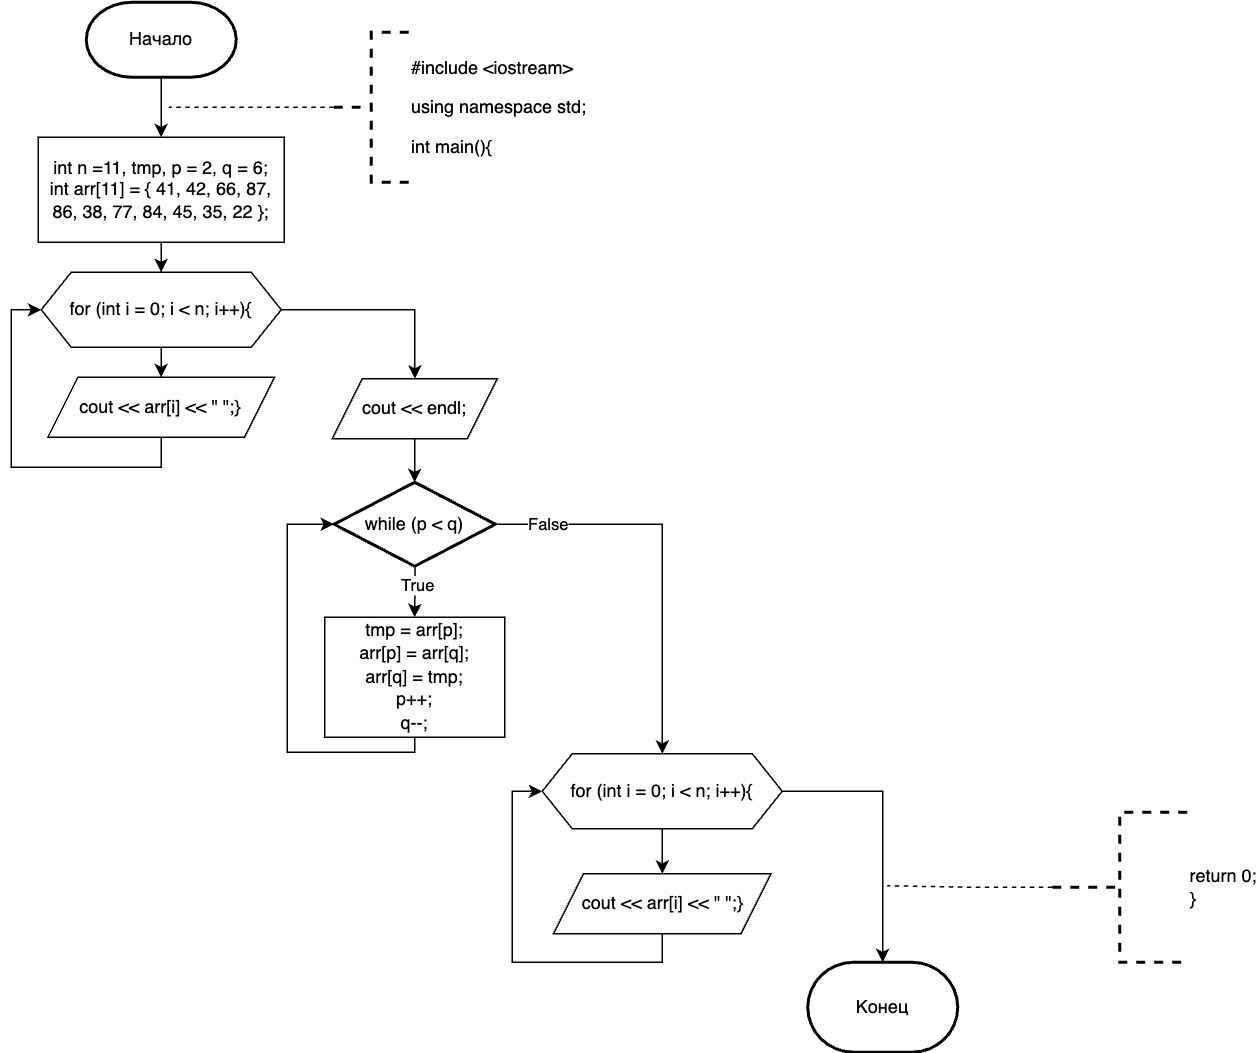 Начало
#include <iostream>
using namespace std;
int main(){
int n =11, tmp, p = 2, q = 6;
int arr[11] = { 41, 42, 66, 87,
86, 38, 77, 84, 45, 35, 22 };
for (int i = 0; i < n; i++){
cout << arr[i] << " ";}
cout << endl;
while (p < q)
False
True
tmp = arr[p];
arr[p] = arr[q];
arr[q] = tmp;
p++;
q--;
for (int i = 0; i < n; i++){
cout << arr[i] << " ";}
return 0;
}
Конец